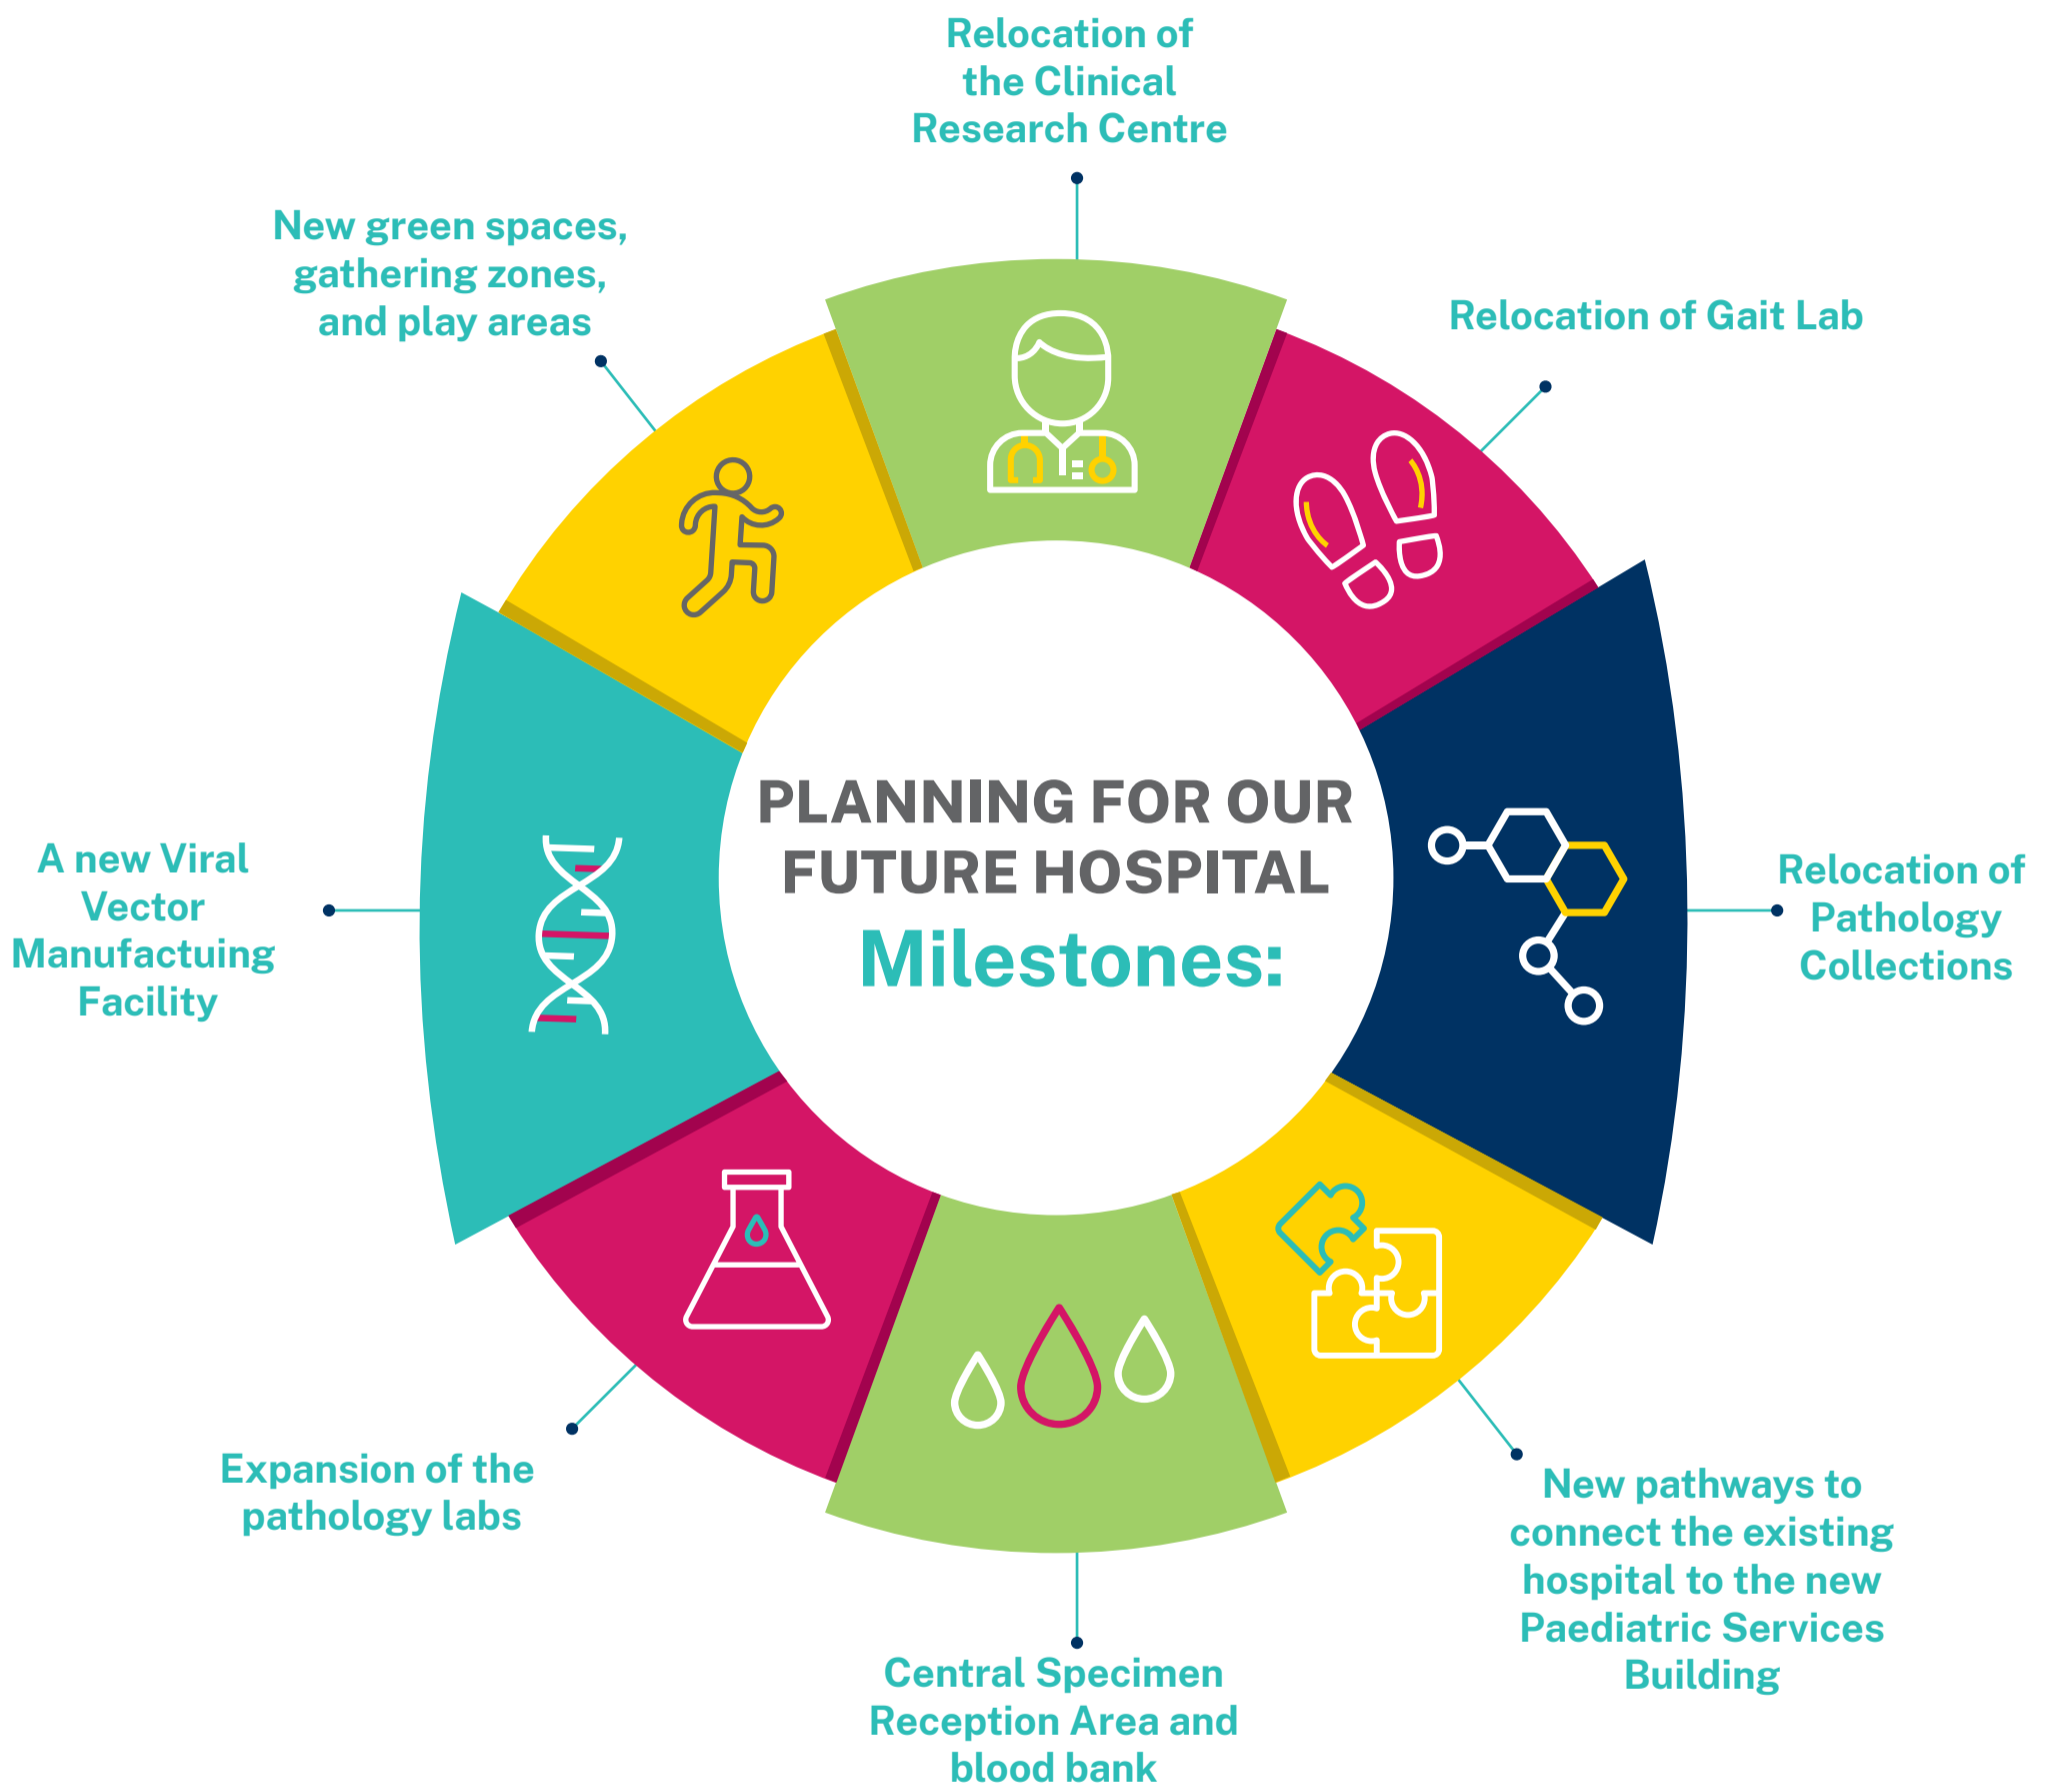 PLANNING FOR OUR
FUTURE HOSPITAL
Milestones:
Relocation of
the Clinical
Research Centre
Relocation of Gait Lab
Relocation of
Pathology
Collections
New pathways to
connect the existing
hospital to the new
Paediatric Services
Building
Central Specimen
Reception Area and
blood bank
Expansion of the
pathology labs
A new Viral
Vector
Manufactuing
Facility
New green spaces,
gathering zones,
and play areas